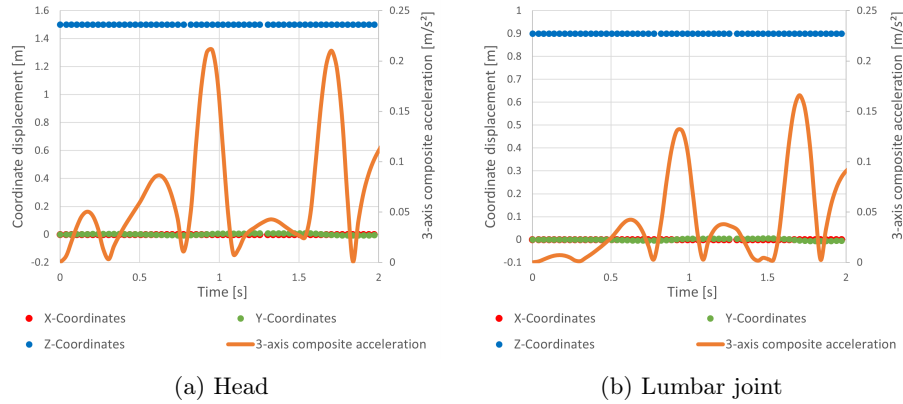 1.6
1.4
1.2
1
0.8
0.6
0.4
0.2
0
-0.2
Coordinate displacement [m]
0.25
0.2
0.15
0.1
0.05
0
3-axis composite acceleration [m/s²]
0 0.5 1 1.5 2
Time [s]
X-Coordinates Y-Coordinates
Z-Coordinates 3-axis composite acceleration
(a) Head
1
0.9
0.8
0.7
0.6
0.5
0.4
0.3
0.2
0.1
0
-0.1
Coordinate displacement [m]
0.25
0.2
0.15
0.1
0.05
0
3-axis composite acceleration [m/s²]
0 0.5 1 1.5 2
Time [s]
X-Coordinates Y-Coordinates
Z-Coordinates 3-axis composite acceleration
(b) Lumbar joint